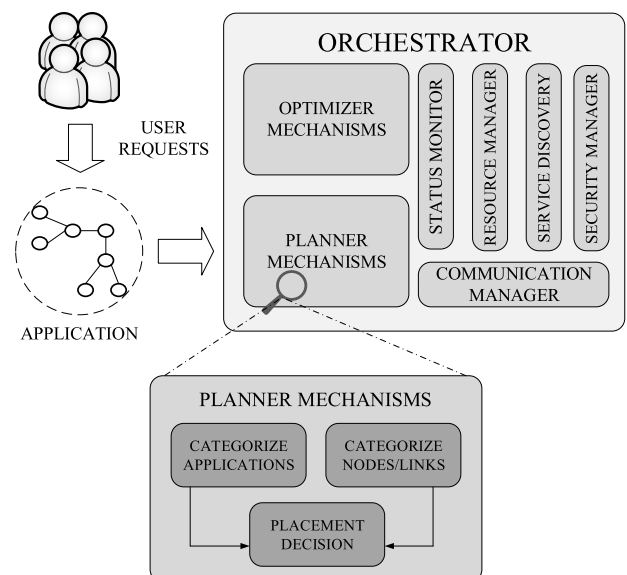 ORCHESTRATOR
USER
REQUESTS
OPTIMIZER
MECHANISMS
STATUS MONITOR
RESOURCE MANAGER
SERVICE DISCOVERY
SECURITY MANAGER
PLANNER
MECHANISMS
COMMUNICATION
MANAGER
APPLICATION
PLANNER MECHANISMS
CATEGORIZE
APPLICATIONS
CATEGORIZE
NODES/LINKS
PLACEMENT
DECISION